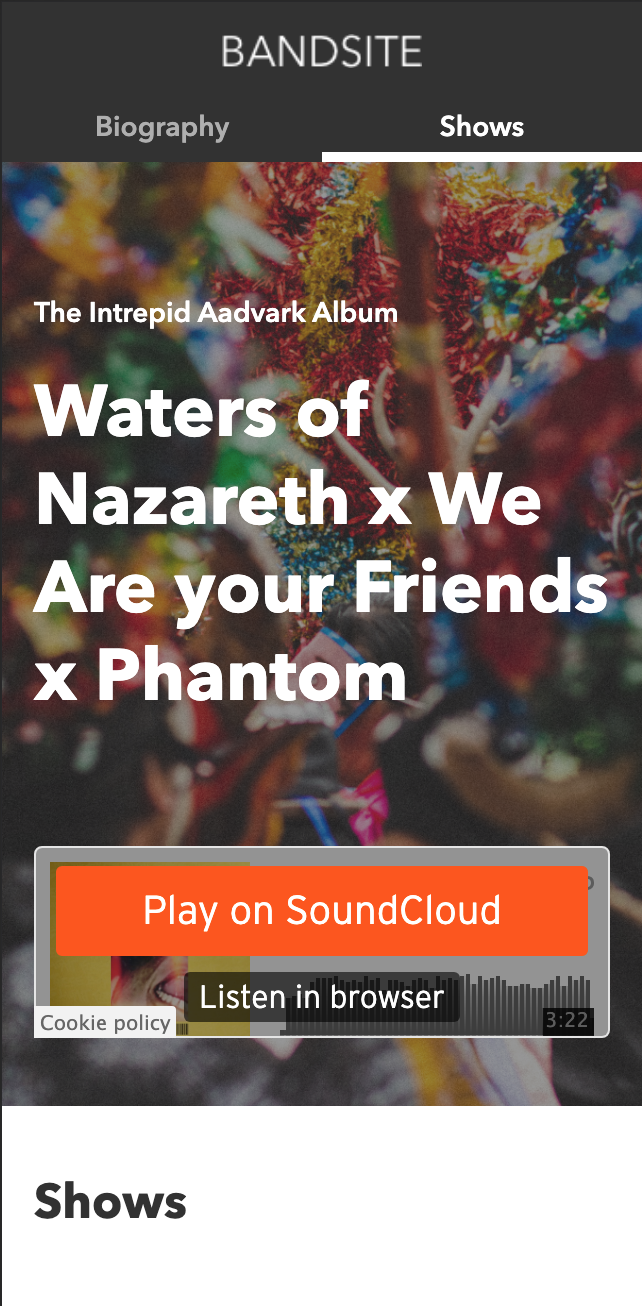 BANDSITE
Biography
Shows
The Intrepid Aadvark Album
Waters of
Nazareth x We
Are your Friends
x Phantom
Play on SoundCloud
Listen in browser
Cookie policy
3:22
Shows